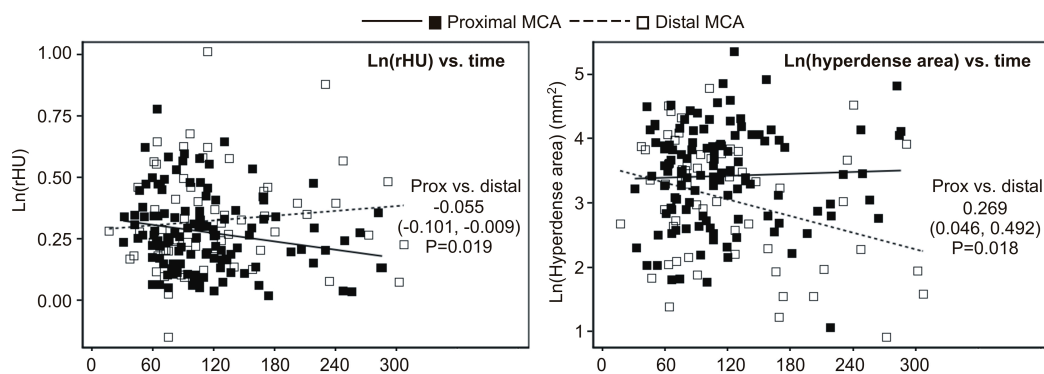 Proximal MCA Distal MCA
Ln(rHU) vs. time
1.00
0.75
0.50
0.25
0.00
Ln(rHU)
Prox vs. distal
-0.055
(-0.101, -0.009)
P=0.019
0 60 120 180 240 300
Ln(hyperdense area) vs. time
5
4
3
2
1
Ln(Hyperdense area) (mm²)
Prox vs. distal
0.269
(0.046, 0.492)
P=0.018
0 60 120 180 240 300